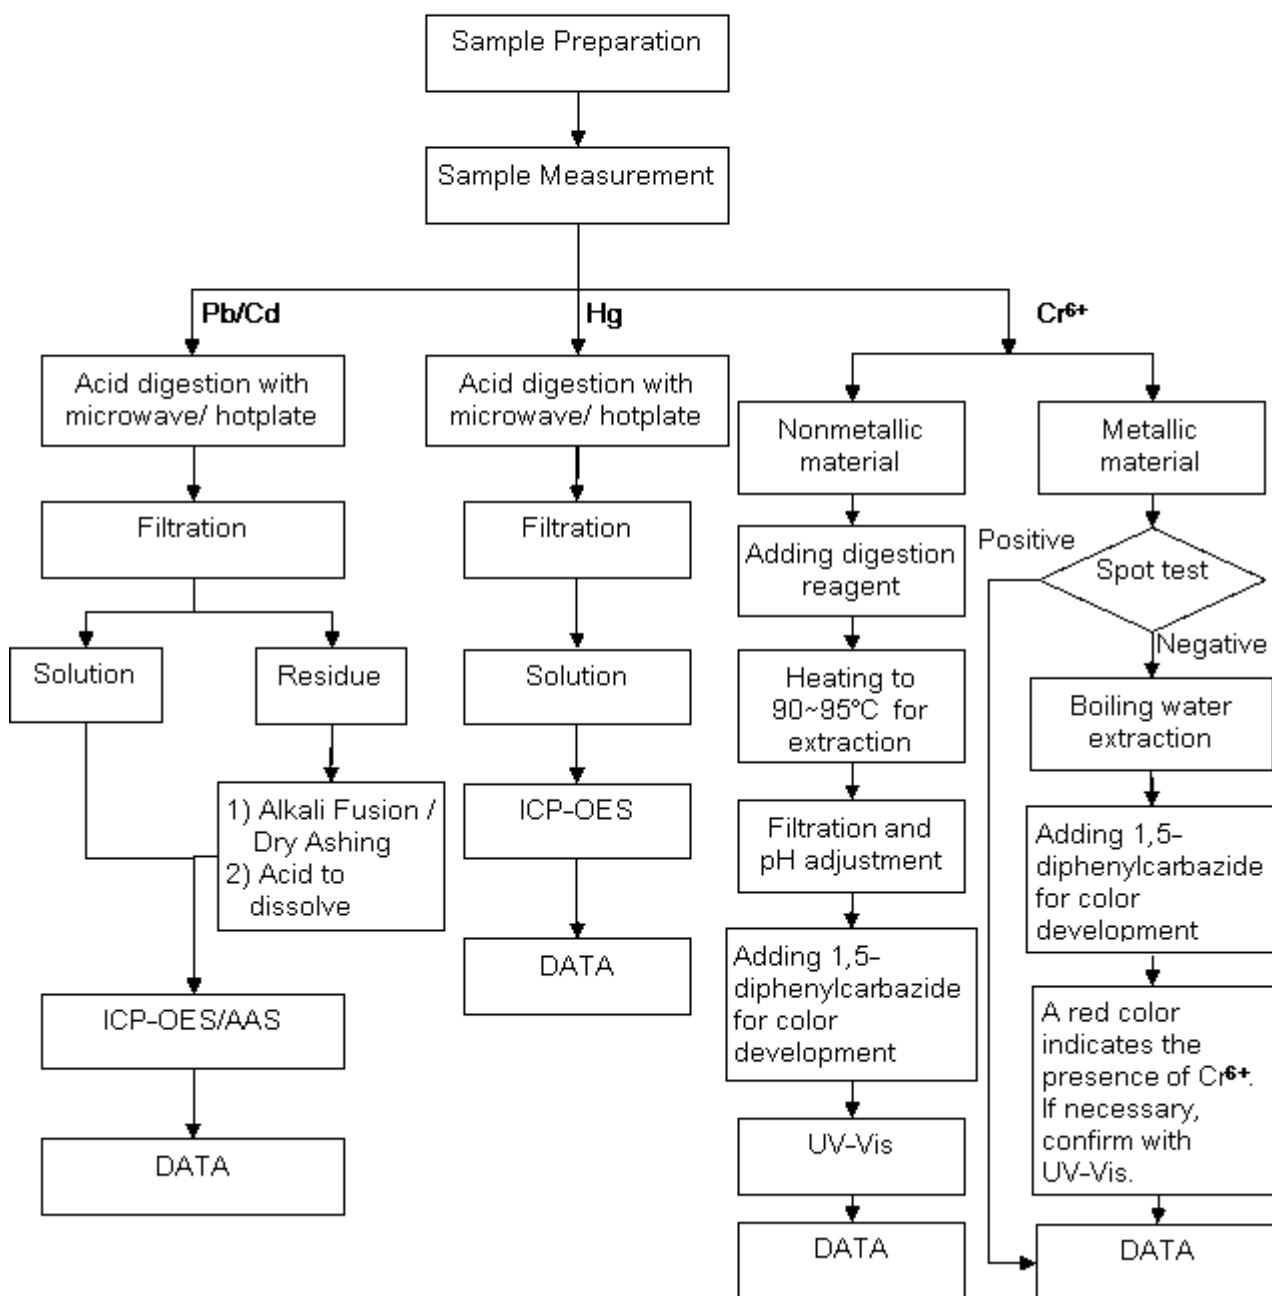 Sample Preparation
Sample Measurement
Pb/Cd
Hg
Cr⁶⁺
Acid digestion with
microwave/ hotplate
Filtration
Solution
Residue
1) Alkali Fusion /
Dry Ashing
2) Acid to
dissolve
ICP-OES/AAS
DATA
Acid digestion with
microwave/ hotplate
Filtration
Solution
ICP-OES
DATA
Nonmetallic
material
Adding digestion
reagent
Heating to
90~95°C for
extraction
Filtration and
pH adjustment
Adding 1,5-
diphenylcarbazide
for color
development
UV-Vis
DATA
Metallic
material
Positive
Spot test
Negative
Boiling water
extraction
Adding 1,5-
diphenylcarbazide
for color
development
A red color
indicates the
presence of Cr⁶⁺.
If necessary,
confirm with
UV-Vis.
DATA